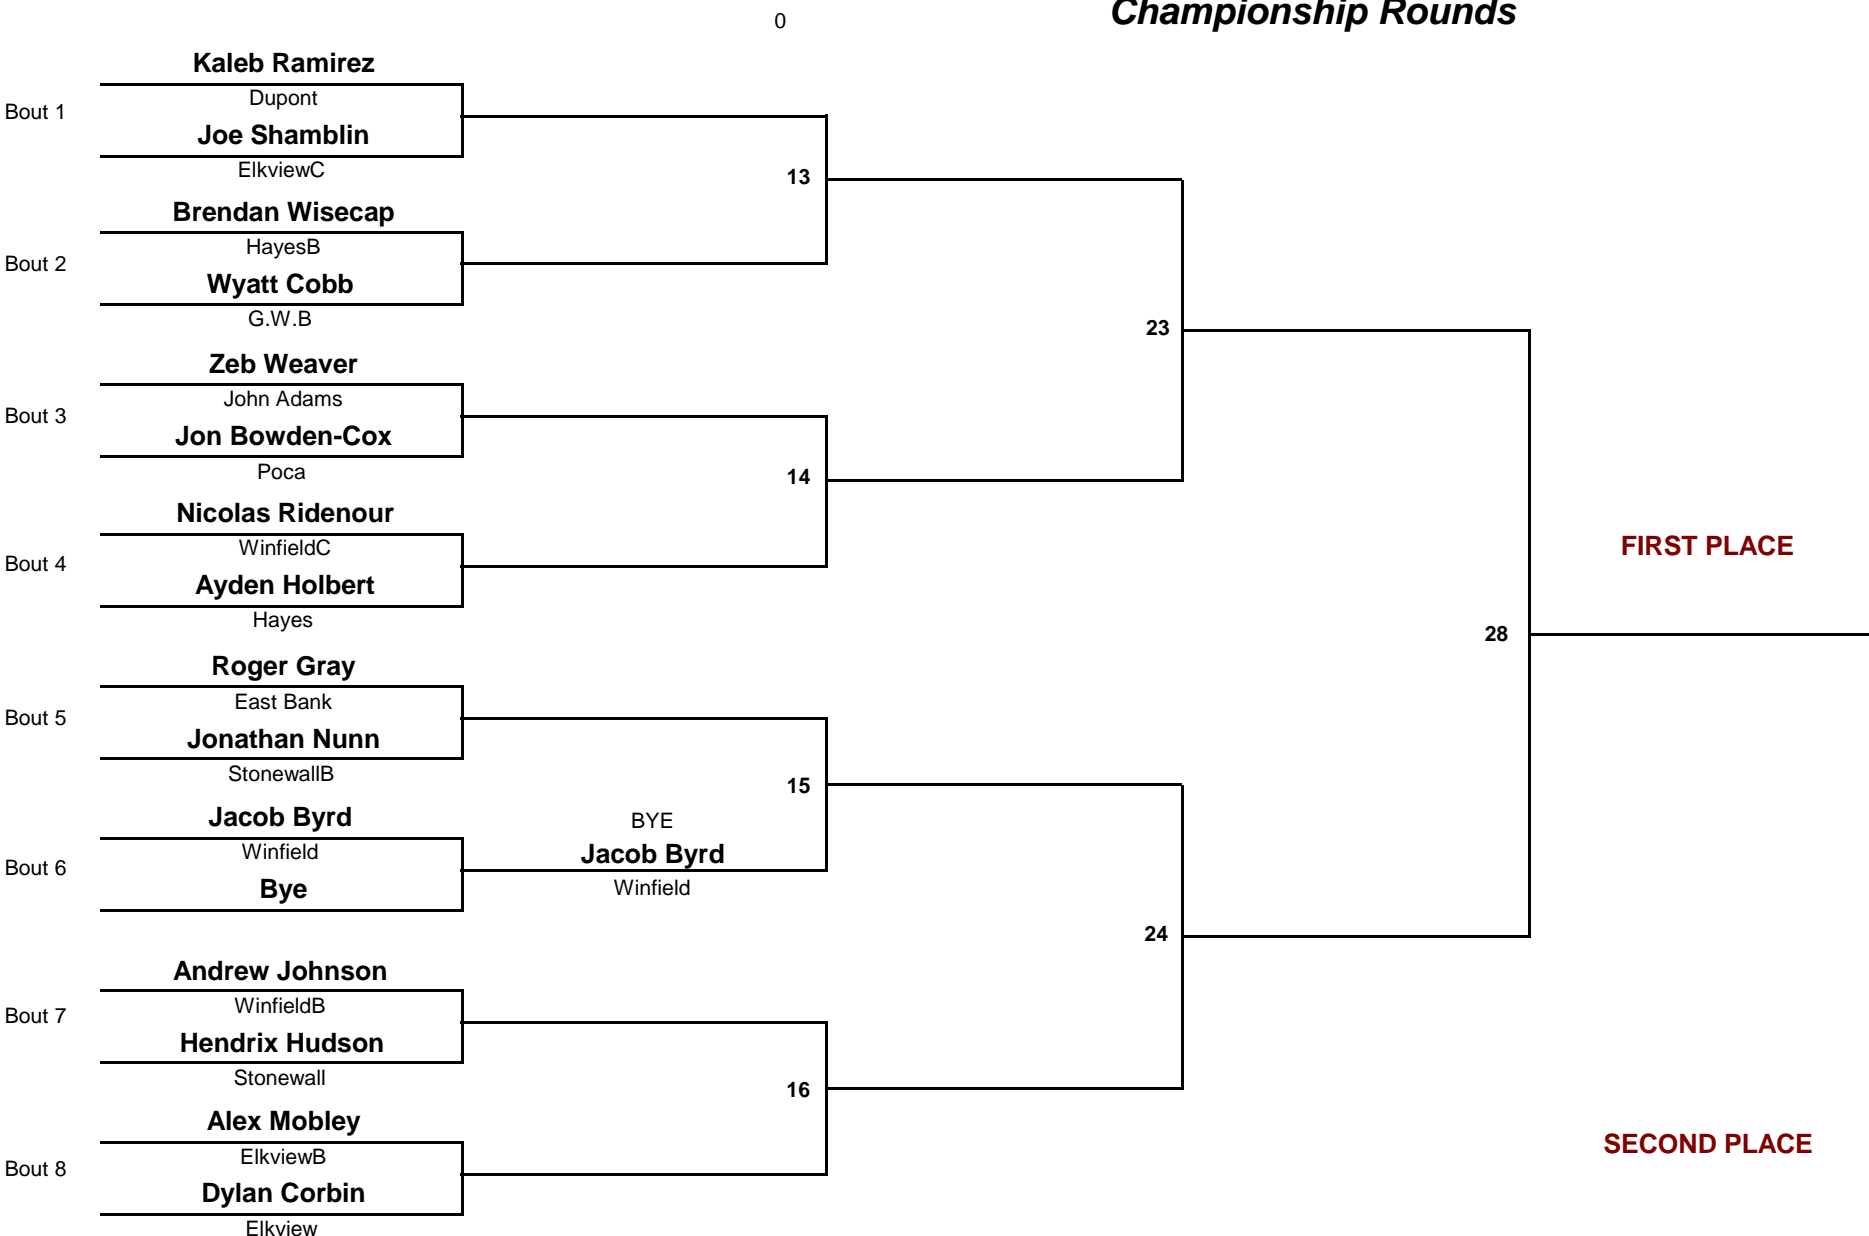 Championship Rounds
0
Kaleb Ramirez
Bout 1
Dupont
Joe Shamblin
ElkviewC
13
Brendan Wisecap
Bout 2
HayesB
Wyatt Cobb
G.W.B
23
Zeb Weaver
Bout 3
John Adams
Jon Bowden-Cox
Poca
14
Nicolas Ridenour
Bout 4
WinfieldC
Ayden Holbert
Hayes
FIRST PLACE
28
Roger Gray
Bout 5
East Bank
Jonathan Nunn
StonewallB
15
Jacob Byrd
Bout 6
Winfield
Bye
BYE
Jacob Byrd
Winfield
24
Andrew Johnson
Bout 7
WinfieldB
Hendrix Hudson
Stonewall
16
Alex Mobley
Bout 8
ElkviewB
Dylan Corbin
Elkview
SECOND PLACE